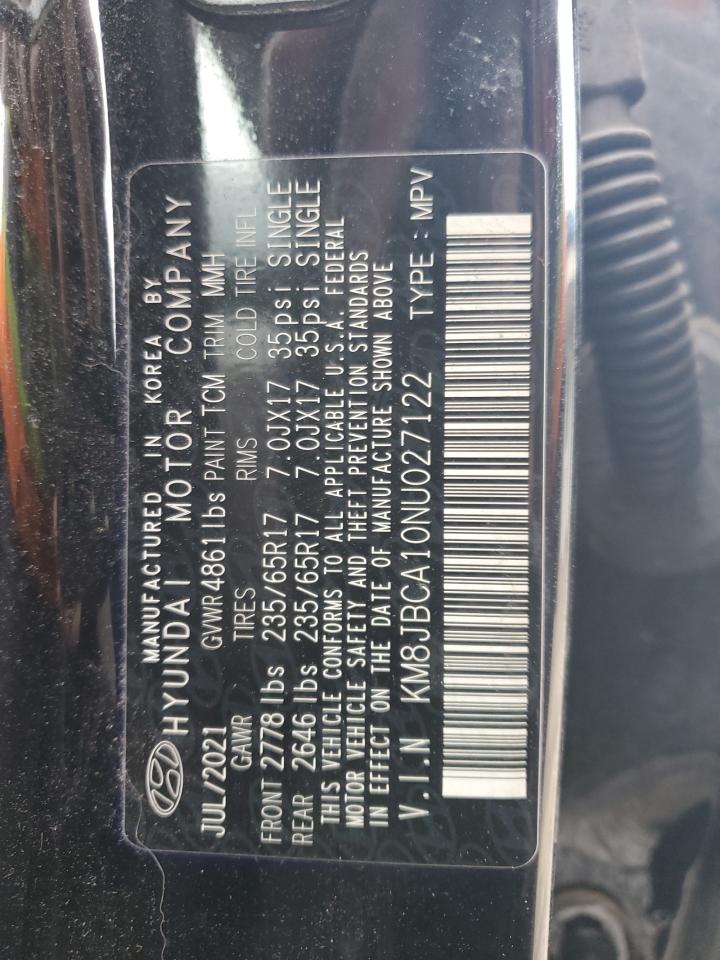 MANUFACTURED IN KOREA BY
HYUNDAI MOTOR COMPANY
JUL/2021 GVWR 4861 lbs PAINT TCM TRIM MMH
GAWR TIRES RIMS COLD TIRE INFL
FRONT 2778 lbs 235/65R17 7.0JX17 35psi SINGLE
REAR 2646 lbs 235/65R17 7.0JX17 35psi SINGLE
THIS VEHICLE CONFORMS TO ALL APPLICABLE U.S.A. FEDERAL
MOTOR VEHICLE SAFETY AND THEFT PREVENTION STANDARDS
IN EFFECT ON THE DATE OF MANUFACTURE SHOWN ABOVE
V.I.N KM8JBCA10NU027122 TYPE : MPV